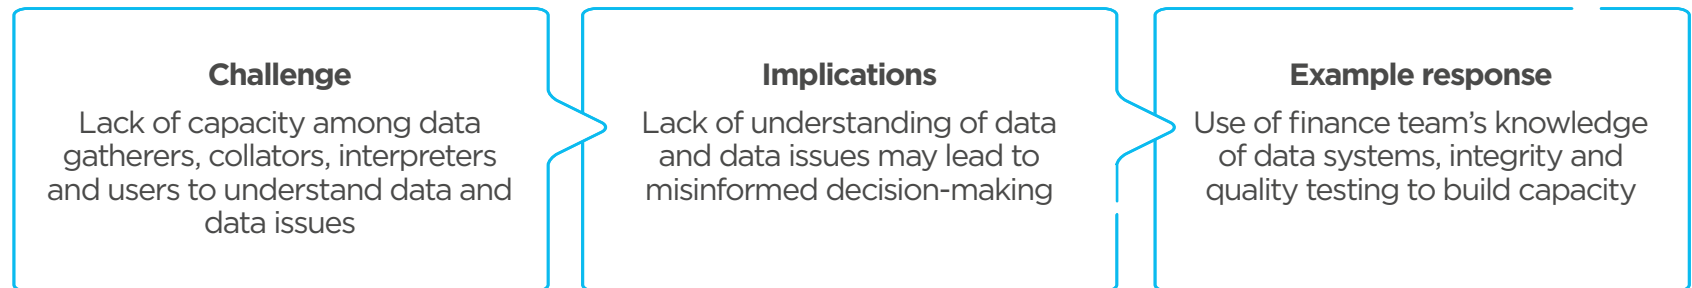 Challenge
Lack of capacity among data
gatherers, collators, interpreters
and users to understand data and
data issues
Implications
Lack of understanding of data
and data issues may lead to
misinformed decision-making
Example response
Use of finance team’s knowledge
of data systems, integrity and
quality testing to build capacity